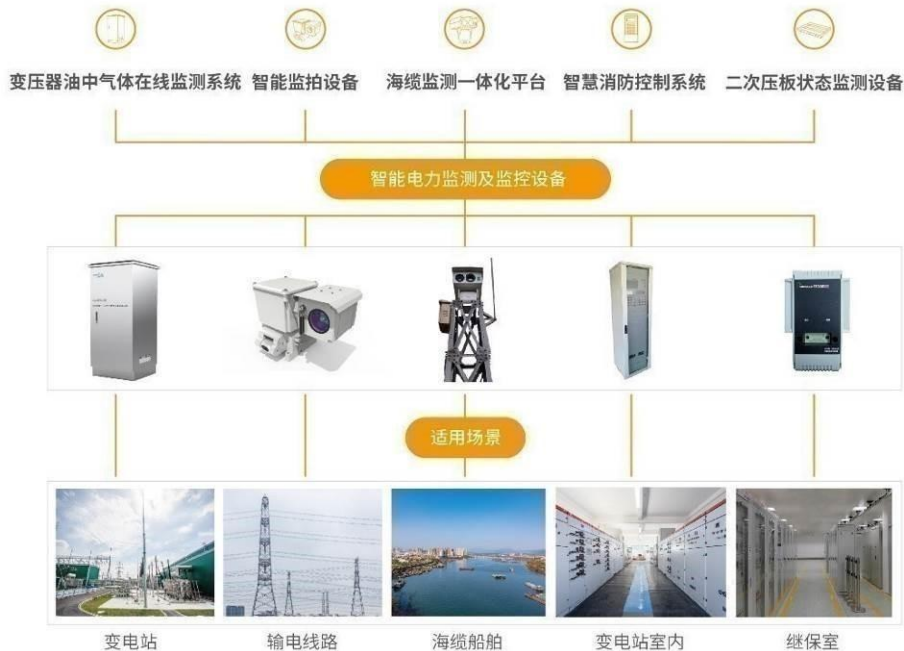 变压器油中气体在线监测系统
智能监拍设备
海缆监测一体化平台
智慧消防控制系统
二次压板状态监测设备
智能电力监测及监控设备
适用场景
变电站
输电线路
海缆船舶
变电站室内
继保室